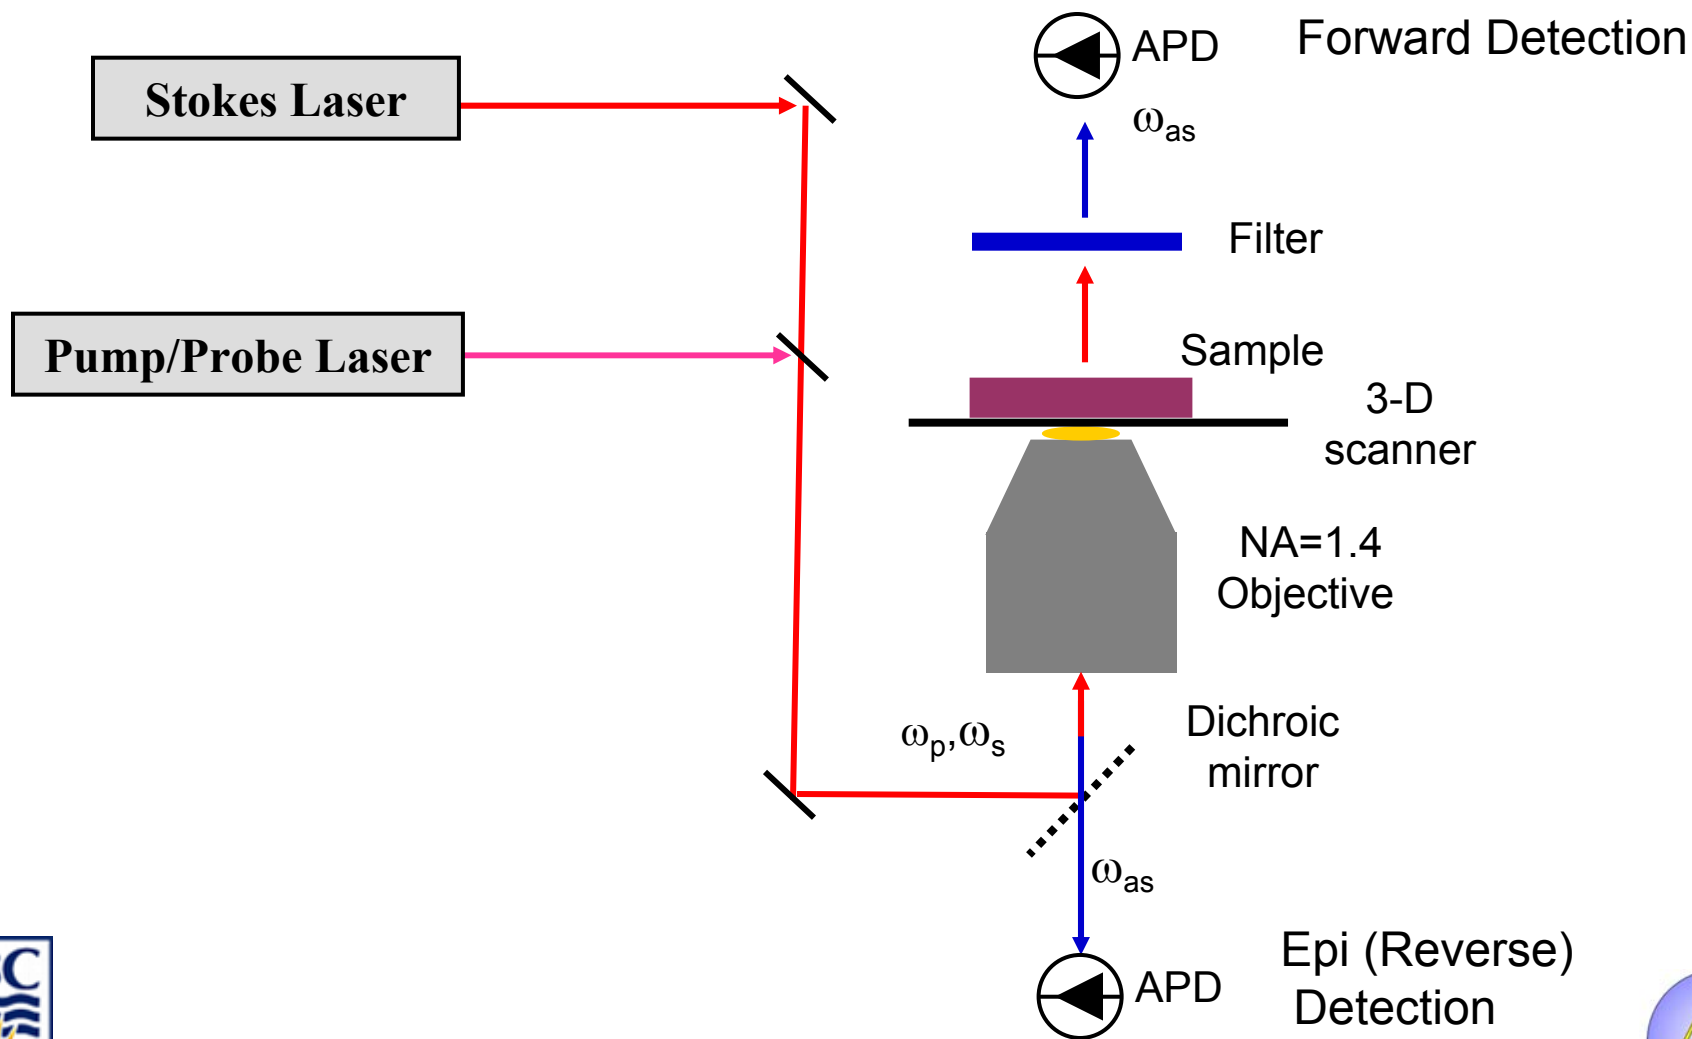 Forward Detection
APD
Stokes Laser
ωas
Filter
Pump/Probe Laser
Sample
3-D
scanner
NA=1.4
Objective
ωp,ωs
Dichroic
mirror
ωas
Epi (Reverse)
Detection
APD